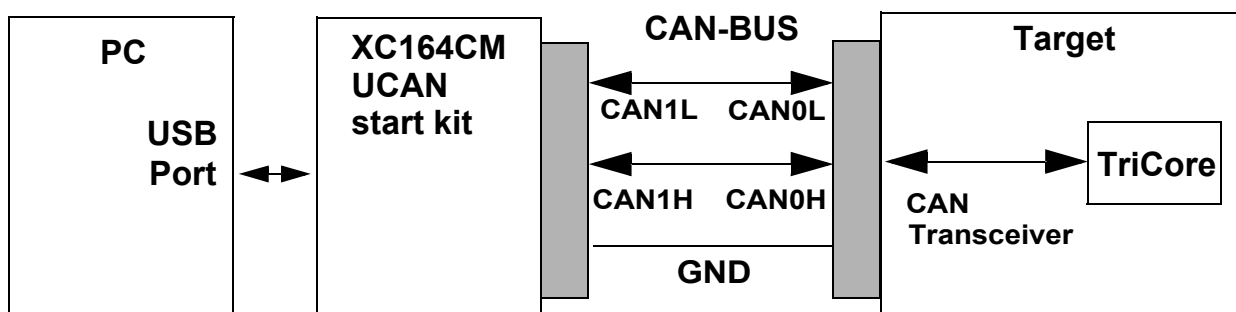 PC
USB
Port
XC164CM
UCAN
start kit
CAN-BUS
CAN1L
CAN0L
CAN1H
CAN0H
GND
Target
TriCore
CAN
Transceiver